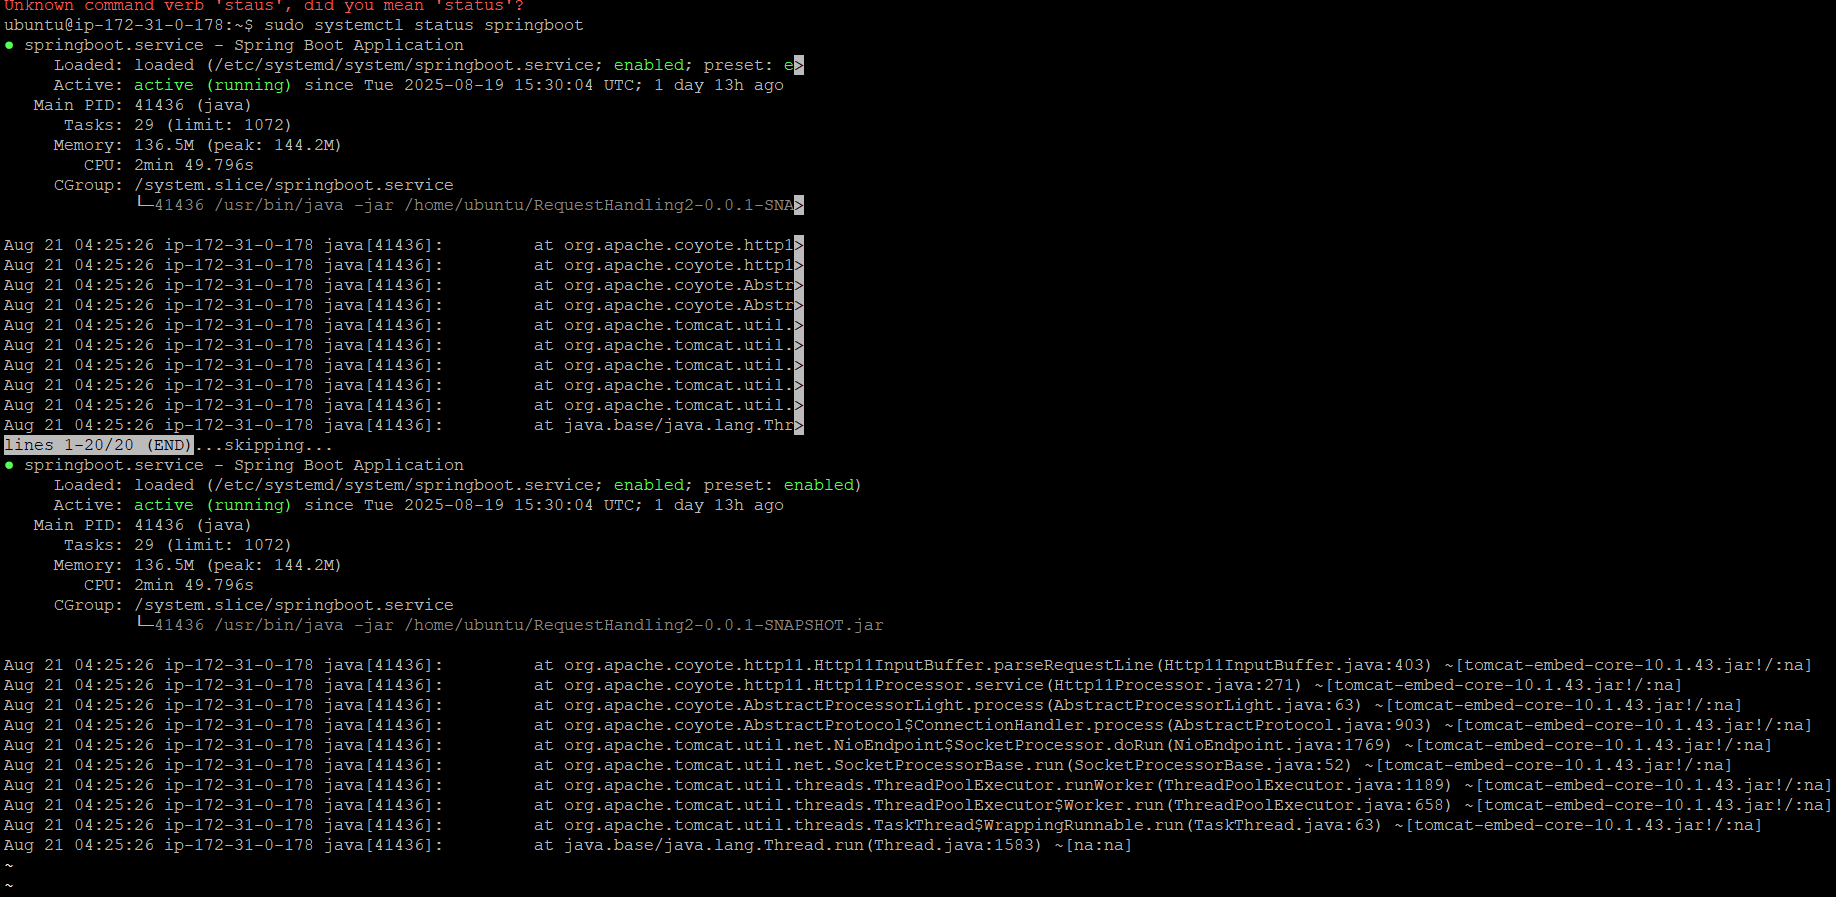 Unknown command verb 'staus', did you mean 'status'?
ubuntu@ip-172-31-0-178:~$ sudo systemctl status springboot
● springboot.service - Spring Boot Application
     Loaded: loaded (/etc/systemd/system/springboot.service; enabled; preset: e>
     Active: active (running) since Tue 2025-08-19 15:30:04 UTC; 1 day 13h ago
   Main PID: 41436 (java)
      Tasks: 29 (limit: 1072)
     Memory: 136.5M (peak: 144.2M)
        CPU: 2min 49.796s
     CGroup: /system.slice/springboot.service
             └─41436 /usr/bin/java -jar /home/ubuntu/RequestHandling2-0.0.1-SNA>
Aug 21 04:25:26 ip-172-31-0-178 java[41436]:         at org.apache.coyote.http1>
Aug 21 04:25:26 ip-172-31-0-178 java[41436]:         at org.apache.coyote.http1>
Aug 21 04:25:26 ip-172-31-0-178 java[41436]:         at org.apache.coyote.Abstr>
Aug 21 04:25:26 ip-172-31-0-178 java[41436]:         at org.apache.coyote.Abstr>
Aug 21 04:25:26 ip-172-31-0-178 java[41436]:         at org.apache.tomcat.util.>
Aug 21 04:25:26 ip-172-31-0-178 java[41436]:         at org.apache.tomcat.util.>
Aug 21 04:25:26 ip-172-31-0-178 java[41436]:         at org.apache.tomcat.util.>
Aug 21 04:25:26 ip-172-31-0-178 java[41436]:         at org.apache.tomcat.util.>
Aug 21 04:25:26 ip-172-31-0-178 java[41436]:         at org.apache.tomcat.util.>
Aug 21 04:25:26 ip-172-31-0-178 java[41436]:         at java.base/java.lang.Thr>
lines 1-20/20 (END)...skipping...
● springboot.service - Spring Boot Application
     Loaded: loaded (/etc/systemd/system/springboot.service; enabled; preset: enabled)
     Active: active (running) since Tue 2025-08-19 15:30:04 UTC; 1 day 13h ago
   Main PID: 41436 (java)
      Tasks: 29 (limit: 1072)
     Memory: 136.5M (peak: 144.2M)
        CPU: 2min 49.796s
     CGroup: /system.slice/springboot.service
             └─41436 /usr/bin/java -jar /home/ubuntu/RequestHandling2-0.0.1-SNAPSHOT.jar
Aug 21 04:25:26 ip-172-31-0-178 java[41436]:         at org.apache.coyote.http11.Http11InputBuffer.parseRequestLine(Http11InputBuffer.java:403) ~[tomcat-embed-core-10.1.43.jar!/:na]
Aug 21 04:25:26 ip-172-31-0-178 java[41436]:         at org.apache.coyote.http11.Http11Processor.service(Http11Processor.java:271) ~[tomcat-embed-core-10.1.43.jar!/:na]
Aug 21 04:25:26 ip-172-31-0-178 java[41436]:         at org.apache.coyote.AbstractProcessorLight.process(AbstractProcessorLight.java:63) ~[tomcat-embed-core-10.1.43.jar!/:na]
Aug 21 04:25:26 ip-172-31-0-178 java[41436]:         at org.apache.coyote.AbstractProtocol$ConnectionHandler.process(AbstractProtocol.java:903) ~[tomcat-embed-core-10.1.43.jar!/:na]
Aug 21 04:25:26 ip-172-31-0-178 java[41436]:         at org.apache.tomcat.util.net.NioEndpoint$SocketProcessor.doRun(NioEndpoint.java:1769) ~[tomcat-embed-core-10.1.43.jar!/:na]
Aug 21 04:25:26 ip-172-31-0-178 java[41436]:         at org.apache.tomcat.util.net.SocketProcessorBase.run(SocketProcessorBase.java:52) ~[tomcat-embed-core-10.1.43.jar!/:na]
Aug 21 04:25:26 ip-172-31-0-178 java[41436]:         at org.apache.tomcat.util.threads.ThreadPoolExecutor.runWorker(ThreadPoolExecutor.java:1189) ~[tomcat-embed-core-10.1.43.jar!/:na]
Aug 21 04:25:26 ip-172-31-0-178 java[41436]:         at org.apache.tomcat.util.threads.ThreadPoolExecutor$Worker.run(ThreadPoolExecutor.java:658) ~[tomcat-embed-core-10.1.43.jar!/:na]
Aug 21 04:25:26 ip-172-31-0-178 java[41436]:         at org.apache.tomcat.util.threads.TaskThread$WrappingRunnable.run(TaskThread.java:63) ~[tomcat-embed-core-10.1.43.jar!/:na]
Aug 21 04:25:26 ip-172-31-0-178 java[41436]:         at java.base/java.lang.Thread.run(Thread.java:1583) ~[na:na]
~
~